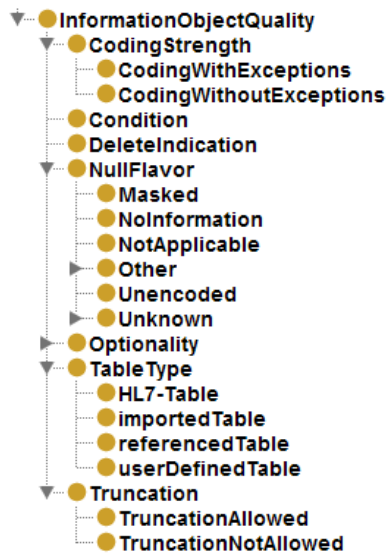 InformationObjectQuality
CodingStrength
CodingWithExceptions
CodingWithoutExceptions
Condition
DeleteIndication
NullFlavor
Masked
NoInformation
NotApplicable
Other
Unencoded
Unknown
Optionality
TableType
HL7-Table
importedTable
referencedTable
userDefinedTable
Truncation
TruncationAllowed
TruncationNotAllowed